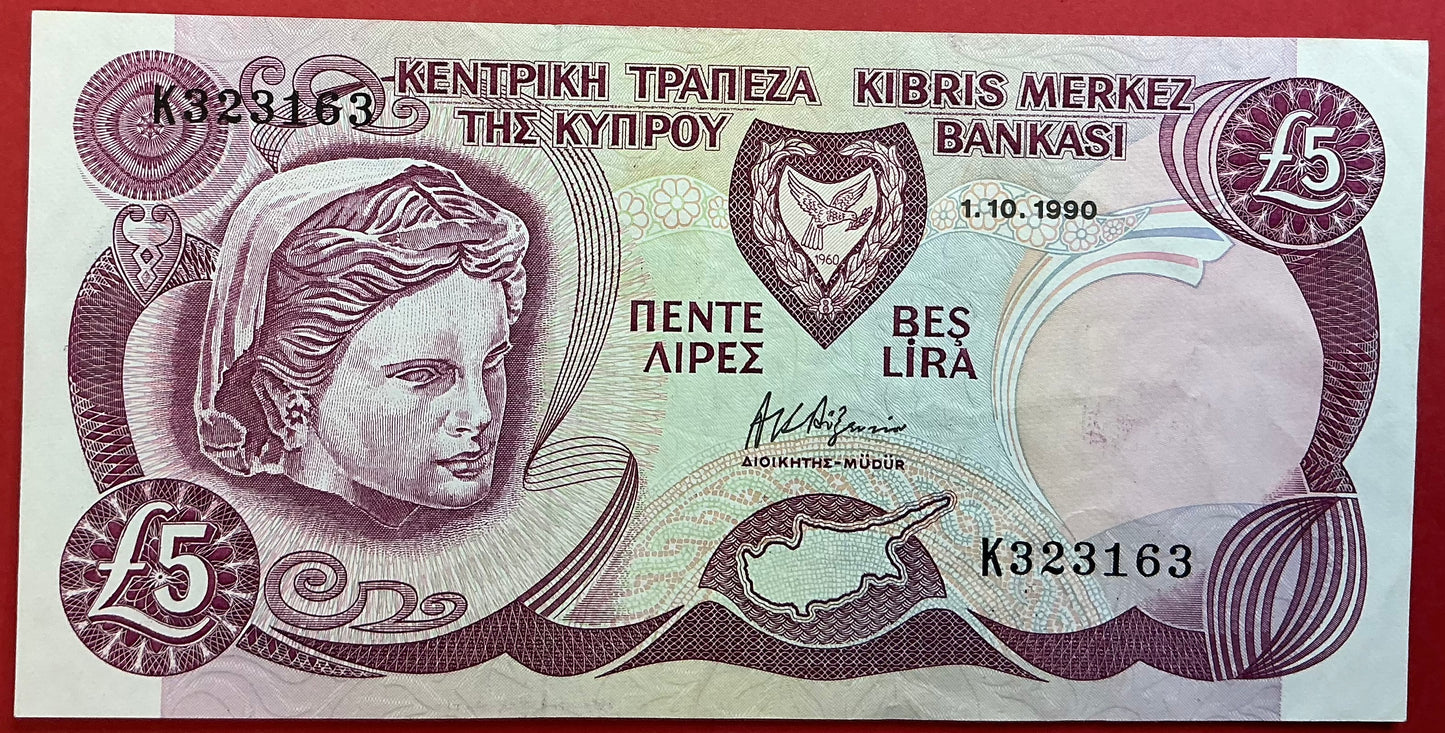 K323163
ΚΕΝΤΡΙΚΗ ΤΡΑΠΕΖΑ
ΤΗΣ ΚΥΠΡΟΥ
KIBRIS MERKEZ
BANKASI
£5
1.10.1990
1960
ΠΕΝΤΕ
ΛΙΡΕΣ
BEŞ
LİRA
ΔΙΟΙΚΗΤΗΣ-MÜDÜR
K323163
£5